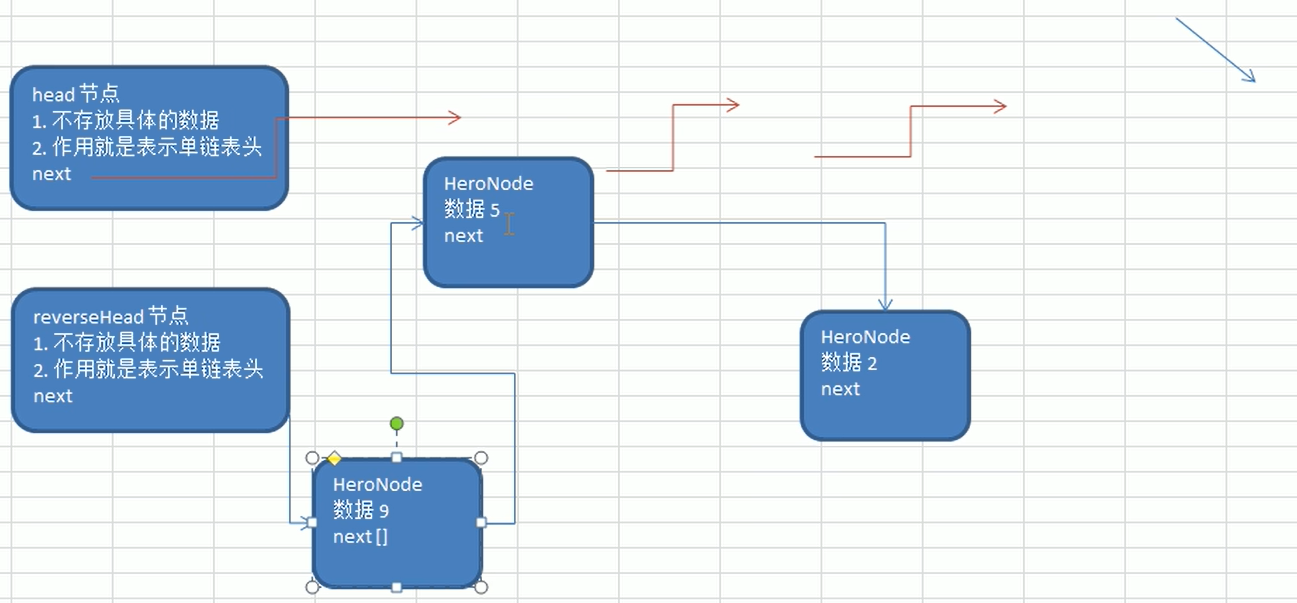 head 节点
1. 不存放具体的数据
2. 作用就是表示单链表头
next
HeroNode
数据 5
next
reverseHead 节点
1. 不存放具体的数据
2. 作用就是表示单链表头
next
HeroNode
数据 2
next
HeroNode
数据 9
next []